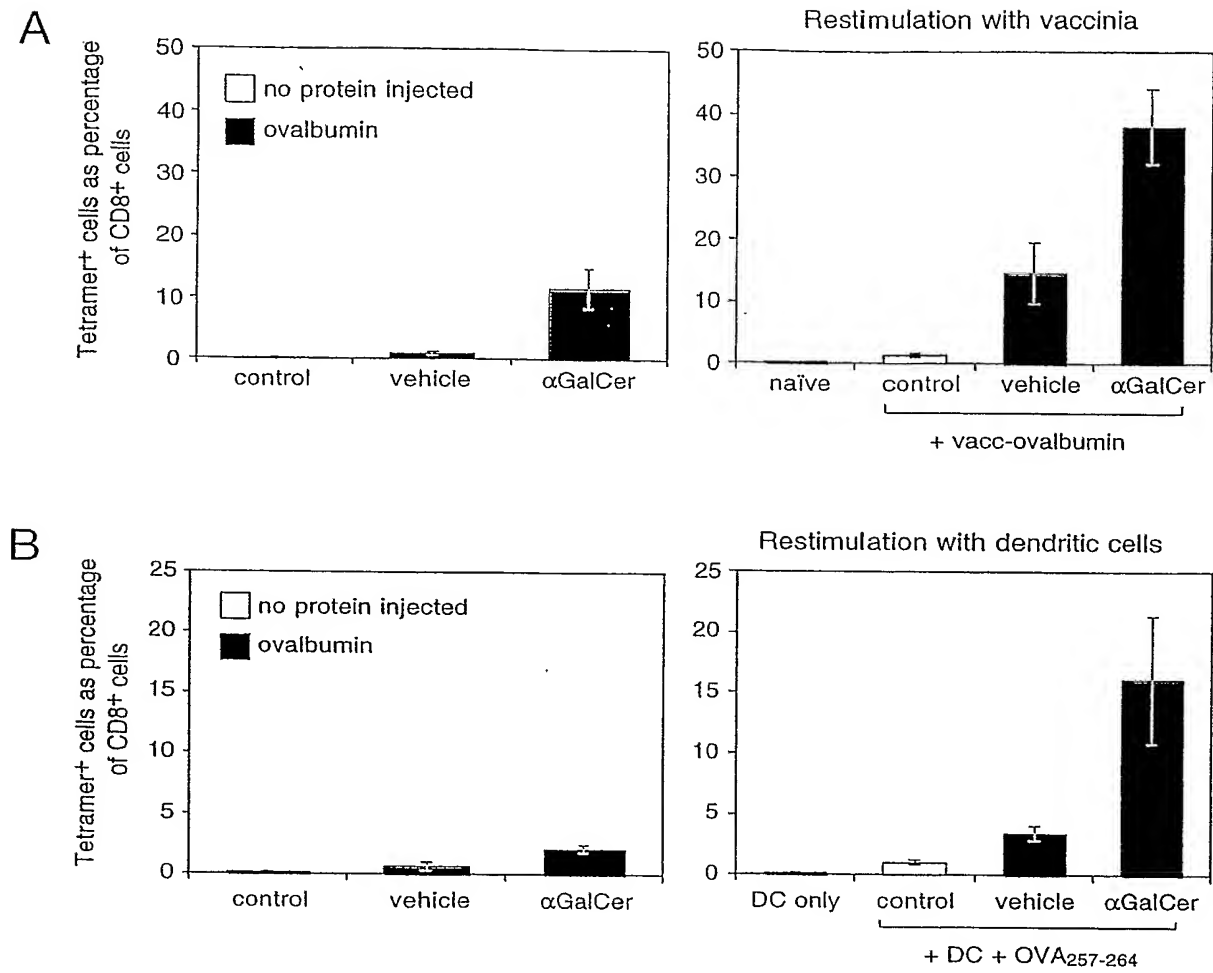 A
Restimulation with vaccinia
Tetramer+ cells as percentage
of CD8+ cells
50
40
30
20
10
0
no protein injected
ovalbumin
control
vehicle
αGalCer
50
40
30
20
10
0
naïve
control
vehicle
αGalCer
+ vacc-ovalbumin
B
Restimulation with dendritic cells
Tetramer+ cells as percentage
of CD8+ cells
25
20
15
10
5
0
no protein injected
ovalbumin
control
vehicle
αGalCer
25
20
15
10
5
0
DC only
control
vehicle
αGalCer
+ DC + OVA257-264